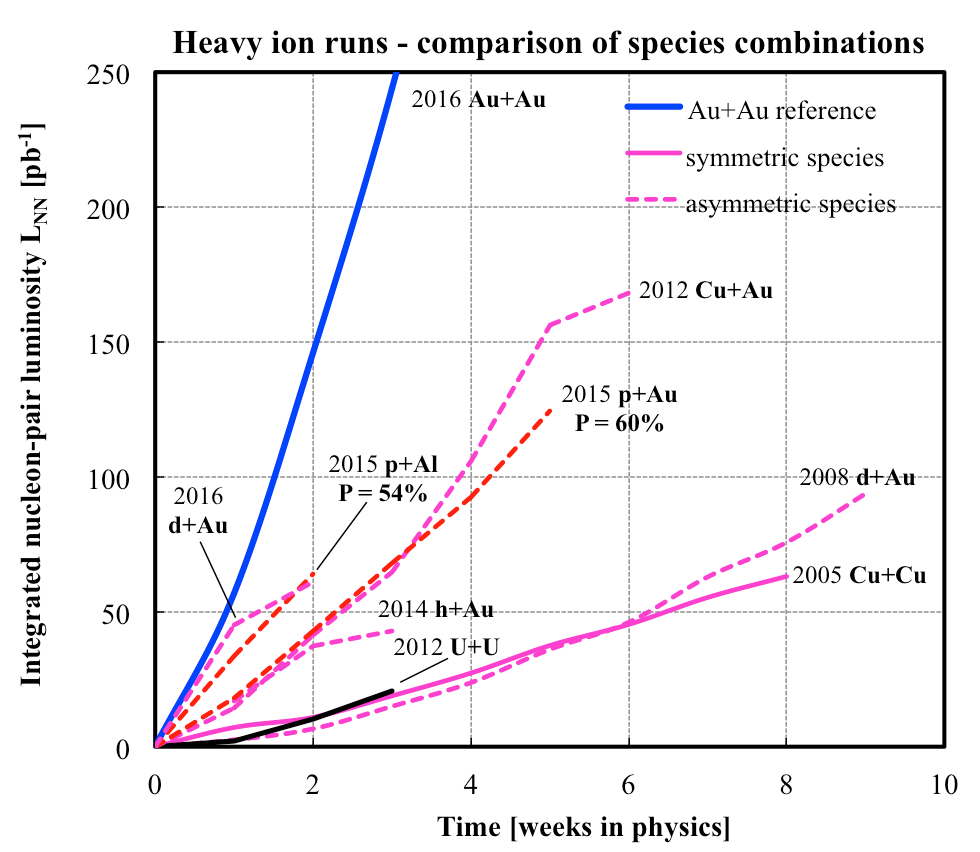 Heavy ion runs - comparison of species combinations
Integrated nucleon-pair luminosity L_NN [pb⁻¹]
250
200
150
100
50
0
2016 Au+Au
Au+Au reference
symmetric species
asymmetric species
2012 Cu+Au
2015 p+Au
P = 60%
2015 p+Al
P = 54%
2008 d+Au
2016
d+Au
2005 Cu+Cu
2014 h+Au
2012 U+U
0
2
4
6
8
10
Time [weeks in physics]